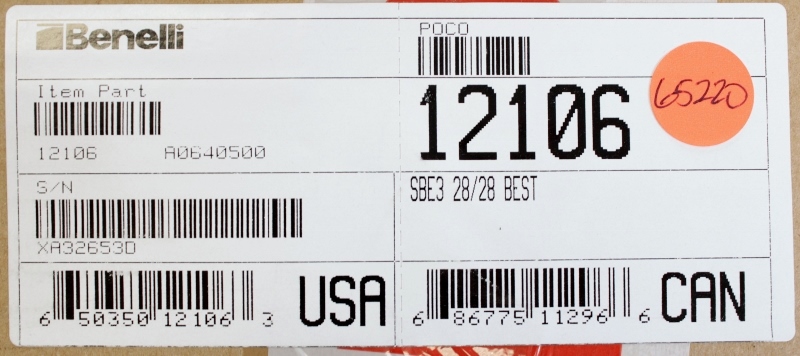 Benelli
POCO
Item Part
12106 A0640500
12106
65220
S/N
XA32653D
SBE3 28/28 BEST
6 50350 12106 3
USA
6 86775 11296 6
CAN